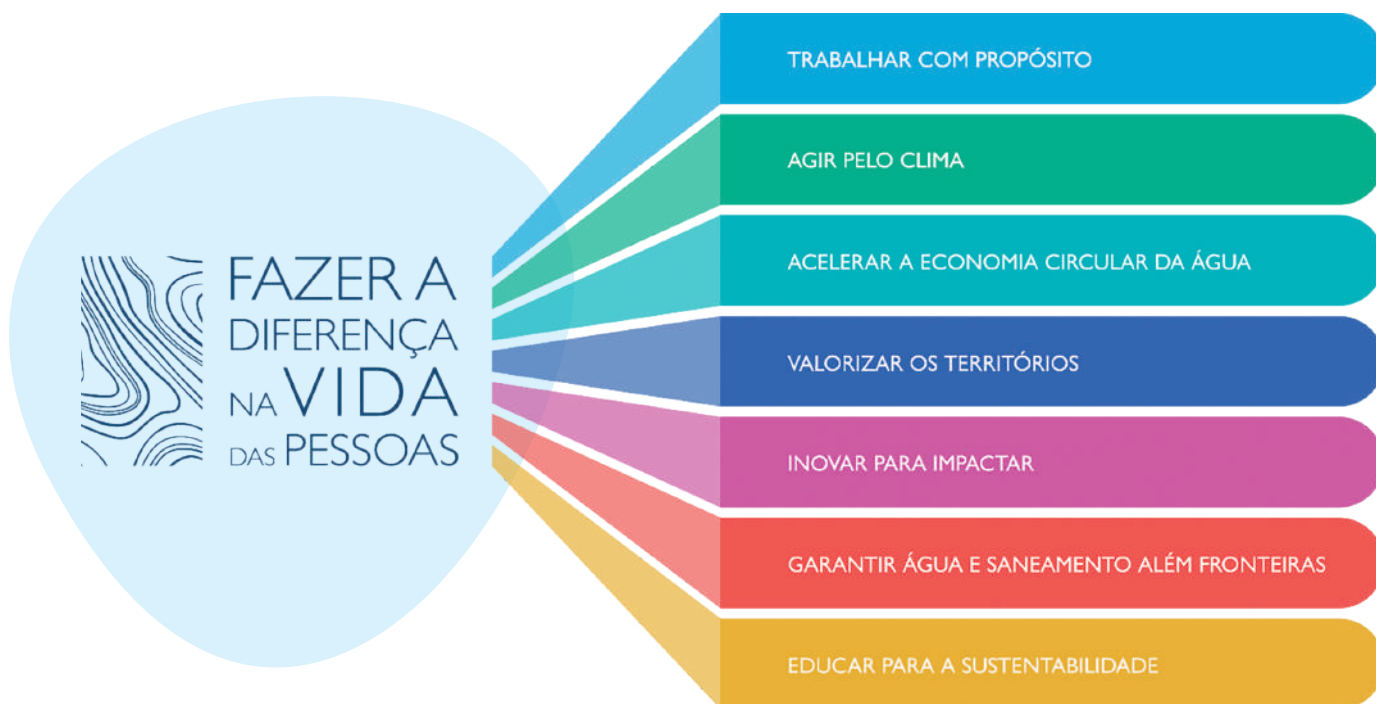 FAZER A
DIFERENÇA
NA VIDA
DAS PESSOAS
TRABALHAR COM PROPÓSITO
AGIR PELO CLIMA
ACELERAR A ECONOMIA CIRCULAR DA ÁGUA
VALORIZAR OS TERRITÓRIOS
INOVAR PARA IMPACTAR
GARANTIR ÁGUA E SANEAMENTO ALÉM FRONTEIRAS
EDUCAR PARA A SUSTENTABILIDADE